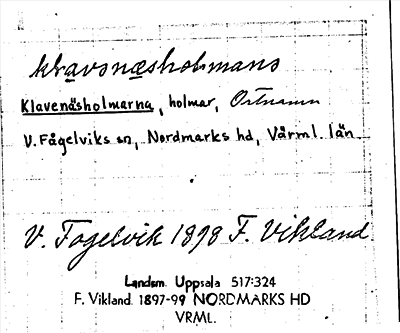 kḷavsnæsholmans
Klavenäsholmarna, holmar, Ortnamn
V. Fågelviks sn, Nordmarks hd, Värml. län
V. Fogelvik 1898 F. Vikland
Landsm. Uppsala 517:324
F. Vikland. 1897-99 NORDMARKS HD
VRML.